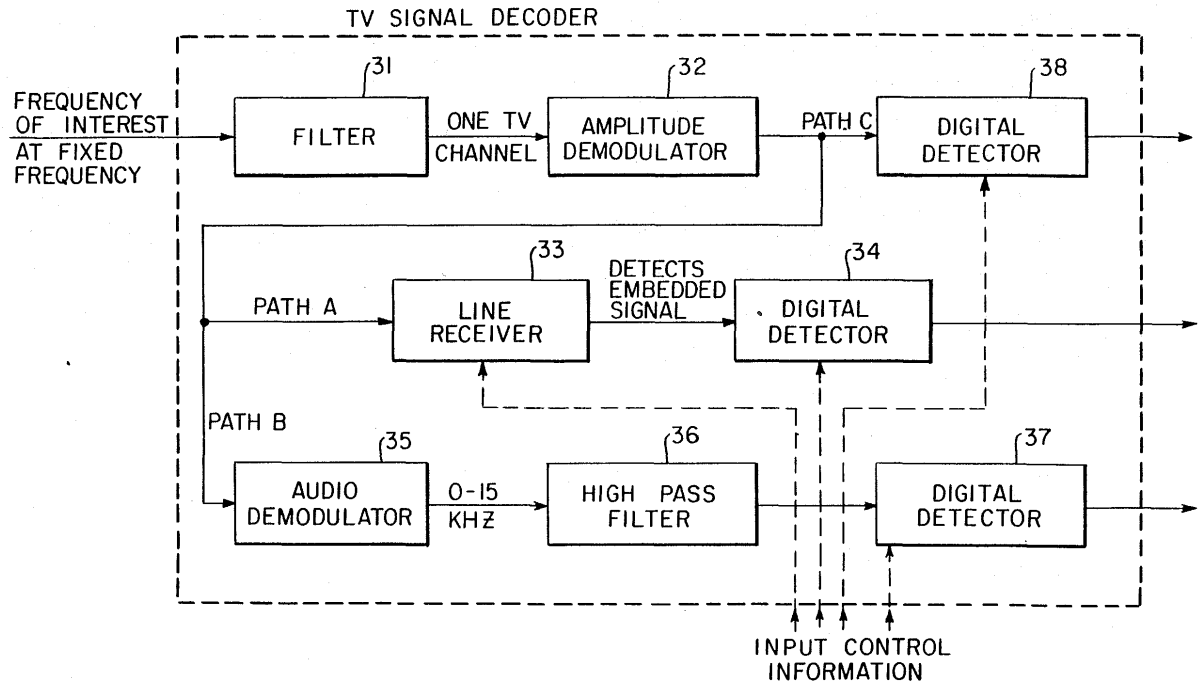 TV SIGNAL DECODER
FREQUENCY
OF INTEREST
AT FIXED
FREQUENCY
31
FILTER
ONE TV
CHANNEL
32
AMPLITUDE
DEMODULATOR
PATH C
38
DIGITAL
DETECTOR
PATH A
33
LINE
RECEIVER
DETECTS
EMBEDDED
SIGNAL
34
DIGITAL
DETECTOR
PATH B
35
AUDIO
DEMODULATOR
0-15
KHZ
36
HIGH PASS
FILTER
37
DIGITAL
DETECTOR
INPUT CONTROL
INFORMATION